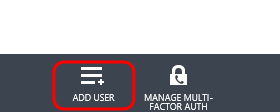 ADD USER
MANAGE MULTI-
FACTOR AUTH